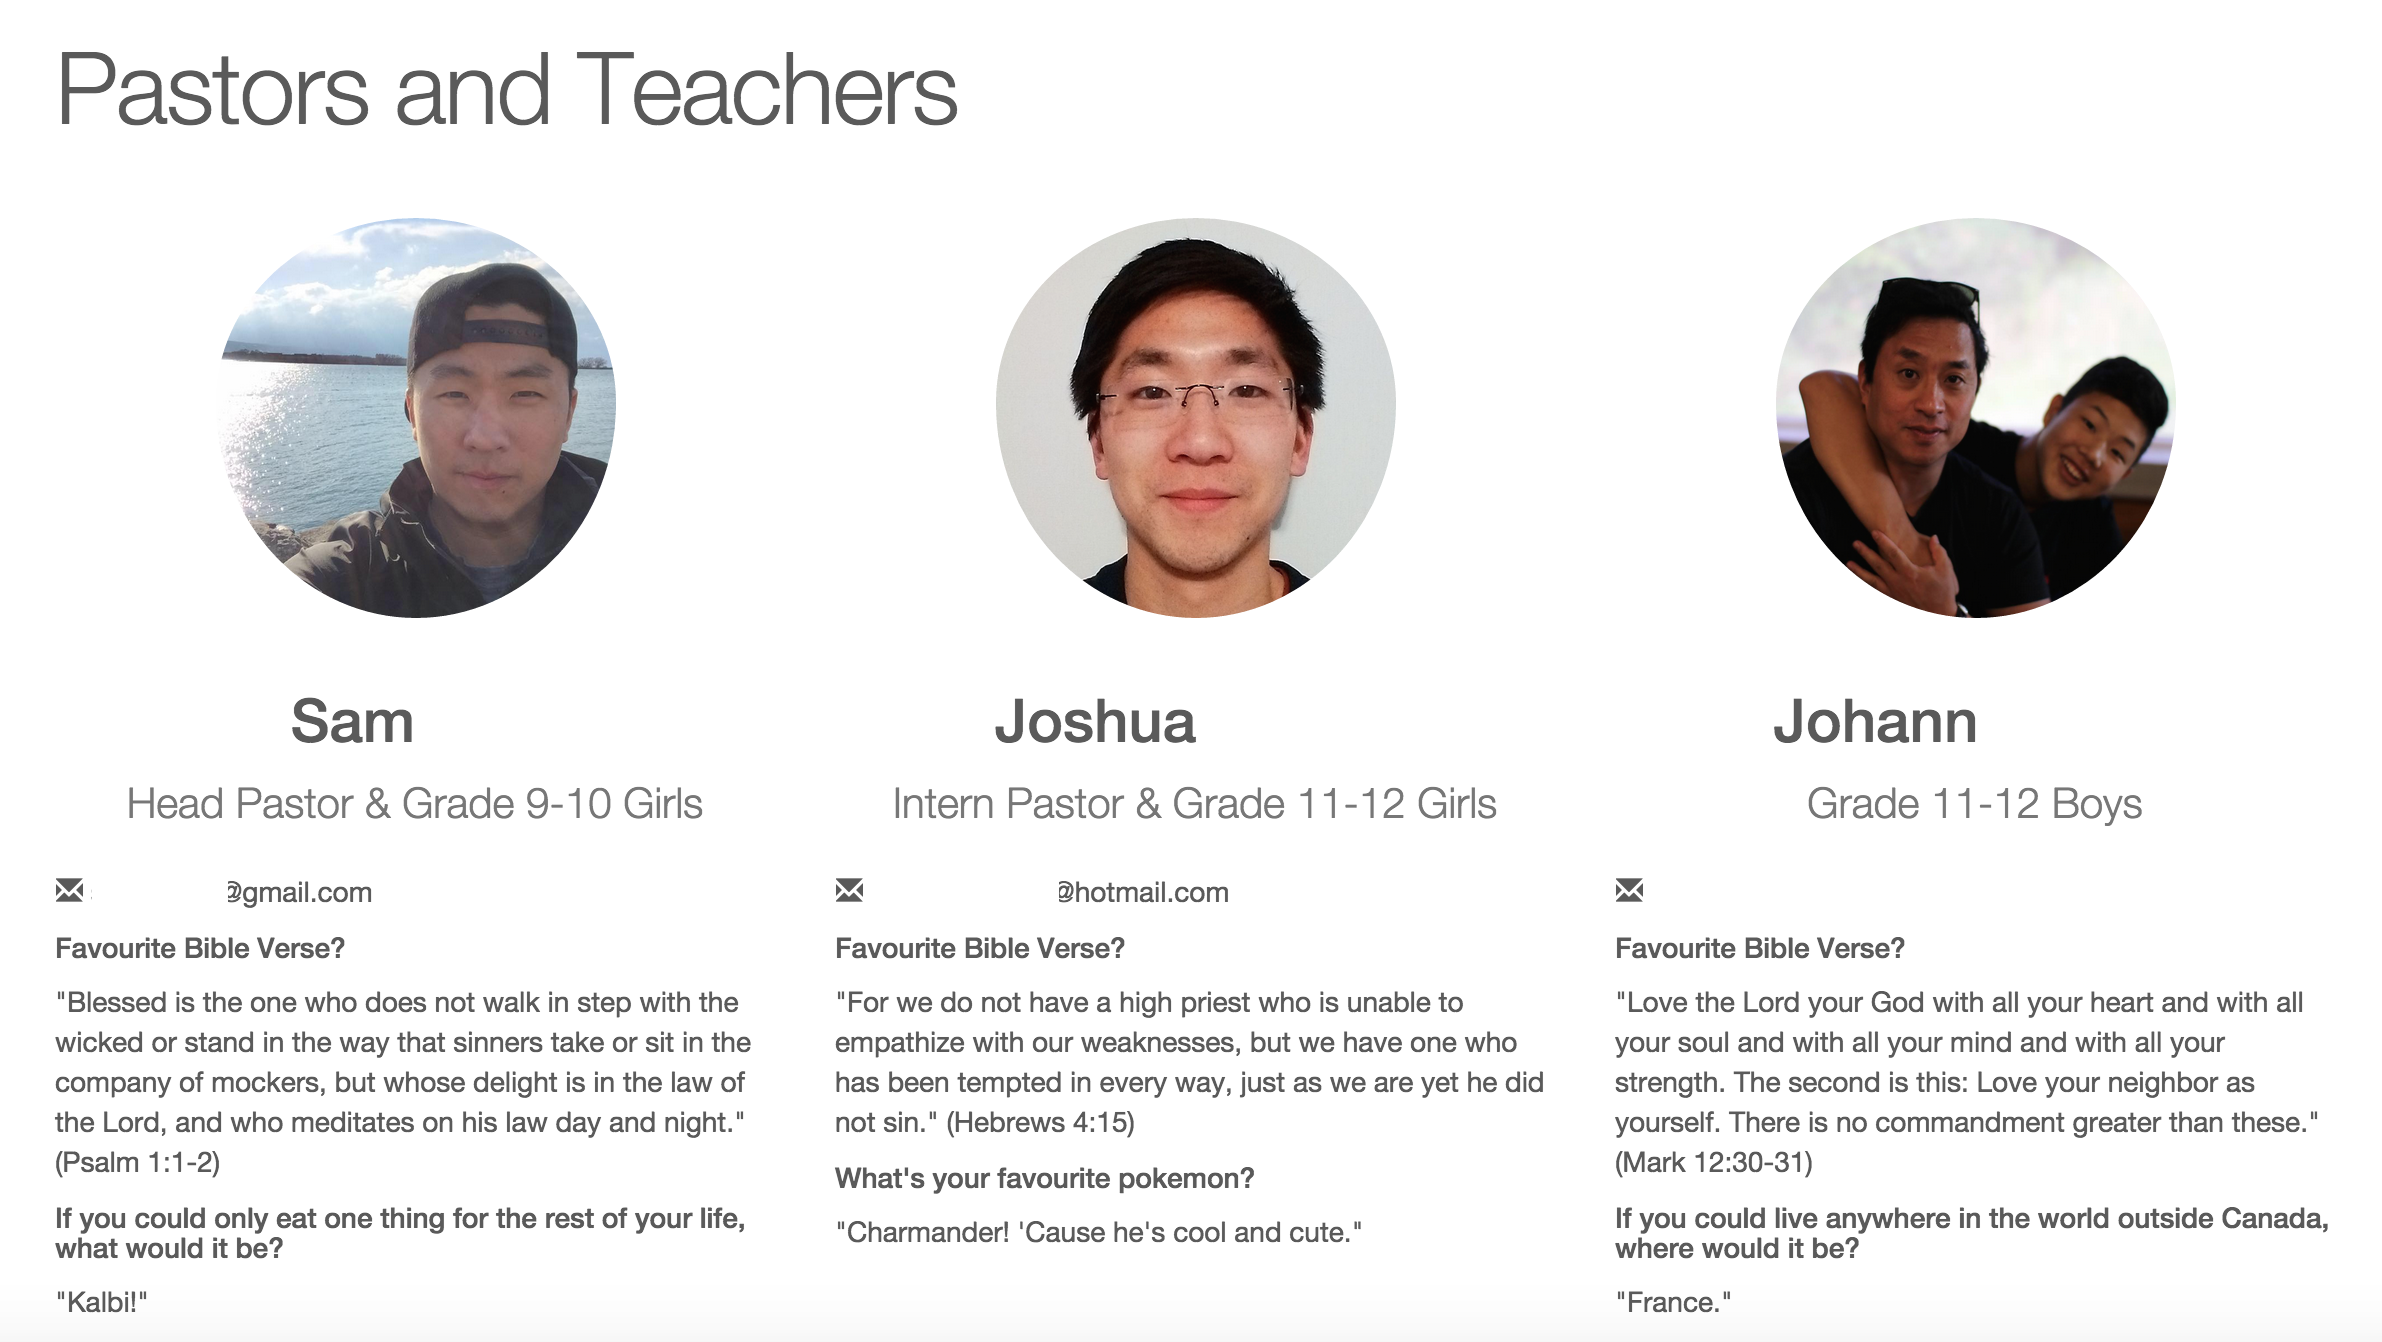 Pastors and Teachers
Sam
Head Pastor & Grade 9-10 Girls
@gmail.com
Favourite Bible Verse?
"Blessed is the one who does not walk in step with the
wicked or stand in the way that sinners take or sit in the
company of mockers, but whose delight is in the law of
the Lord, and who meditates on his law day and night."
(Psalm 1:1-2)
If you could only eat one thing for the rest of your life,
what would it be?
"Kalbi!"
Joshua
Intern Pastor & Grade 11-12 Girls
@hotmail.com
Favourite Bible Verse?
"For we do not have a high priest who is unable to
empathize with our weaknesses, but we have one who
has been tempted in every way, just as we are yet he did
not sin." (Hebrews 4:15)
What's your favourite pokemon?
"Charmander! 'Cause he's cool and cute."
Johann
Grade 11-12 Boys
Favourite Bible Verse?
"Love the Lord your God with all your heart and with all
your soul and with all your mind and with all your
strength. The second is this: Love your neighbor as
yourself. There is no commandment greater than these."
(Mark 12:30-31)
If you could live anywhere in the world outside Canada,
where would it be?
"France."